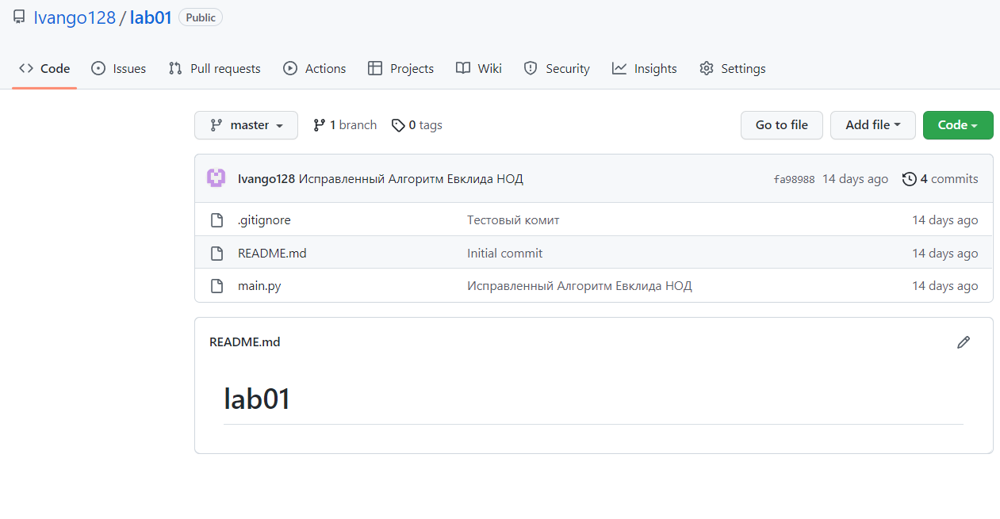 Ivango128 / lab01 Public
Code Issues Pull requests Actions Projects Wiki Security Insights Settings
master 1 branch 0 tags Go to file Add file Code
Ivango128 Исправленный Алгоритм Евклида НОД fa98988 14 days ago 4 commits
.gitignore Тестовый комит 14 days ago
README.md Initial commit 14 days ago
main.py Исправленный Алгоритм Евклида НОД 14 days ago
README.md
lab01